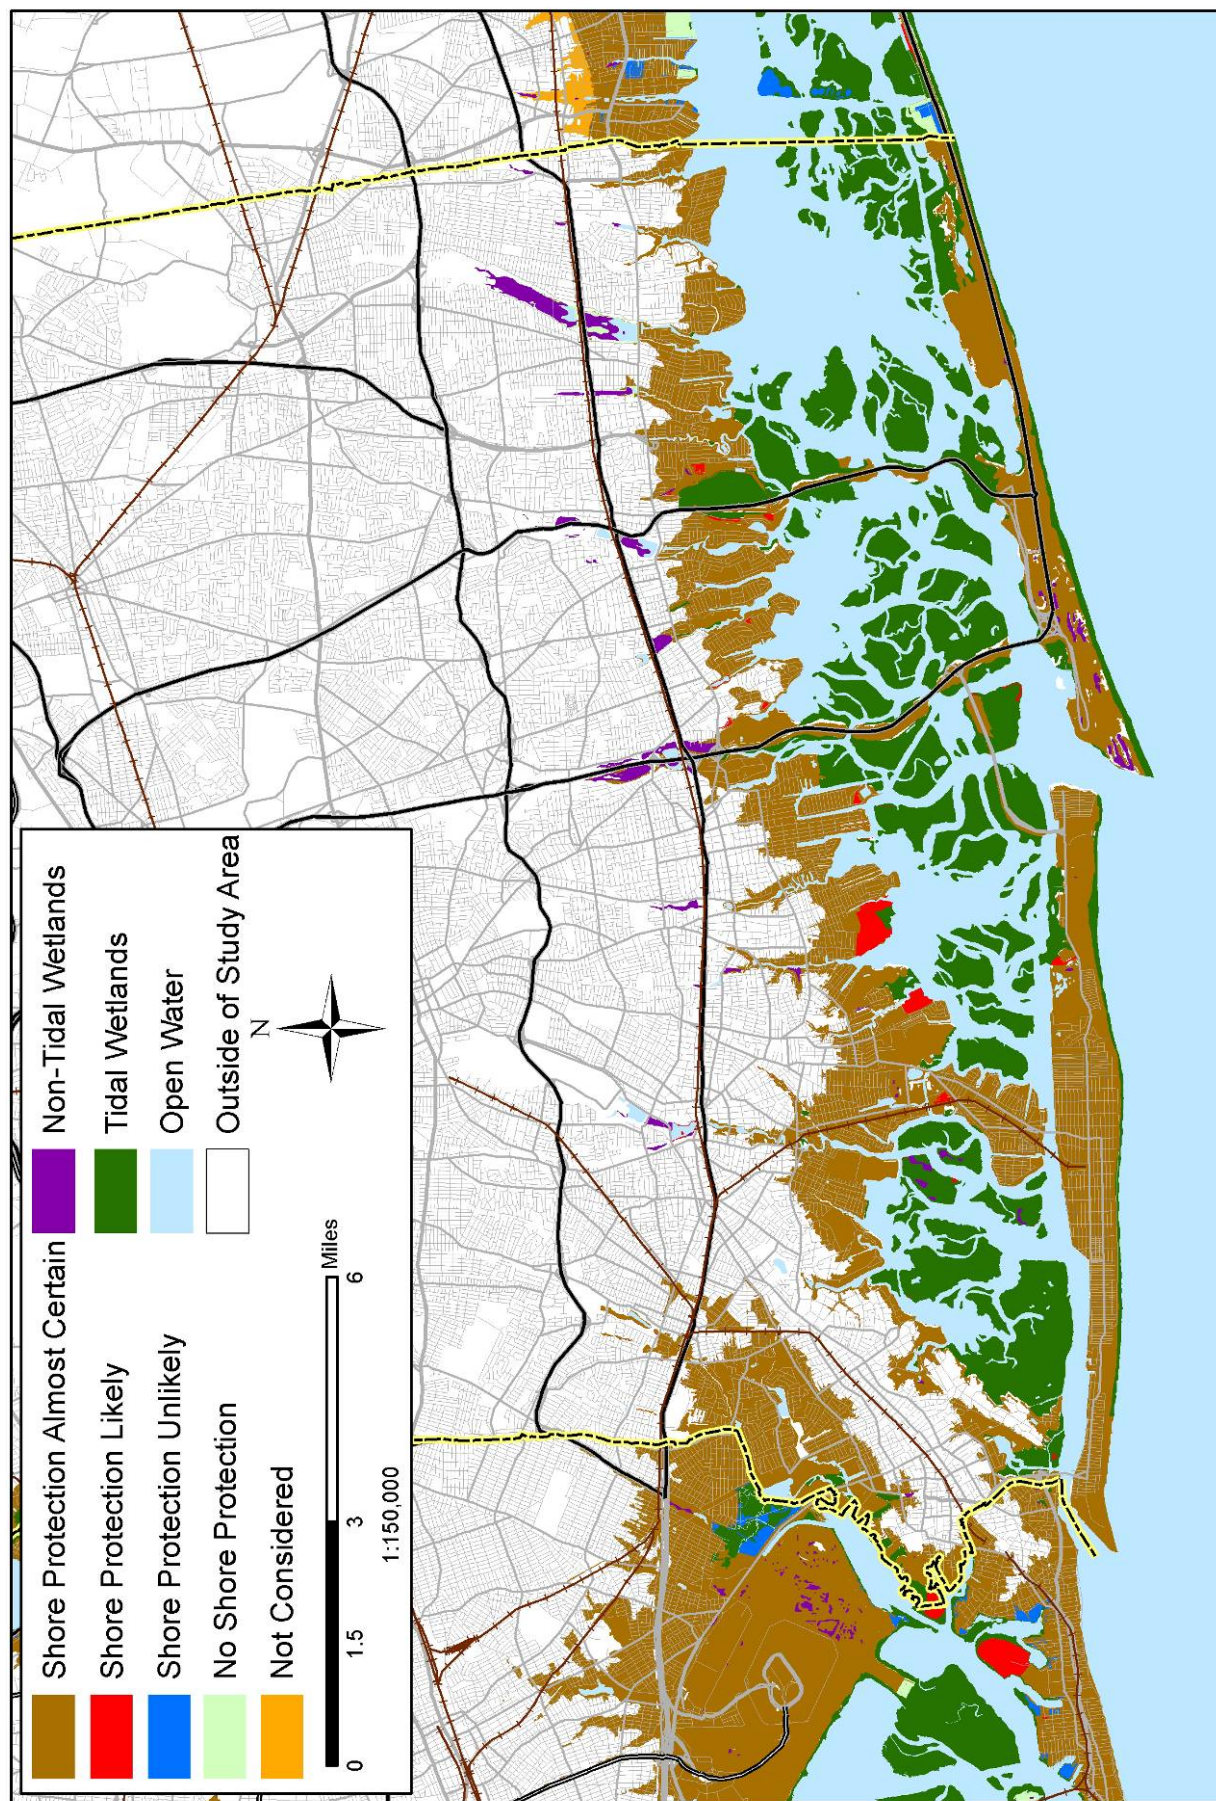 Shore Protection Almost Certain
Shore Protection Likely
Shore Protection Unlikely
No Shore Protection
Not Considered
Non-Tidal Wetlands
Tidal Wetlands
Open Water
Outside of Study Area
N
0 1.5 3 6 Miles
1:150,000